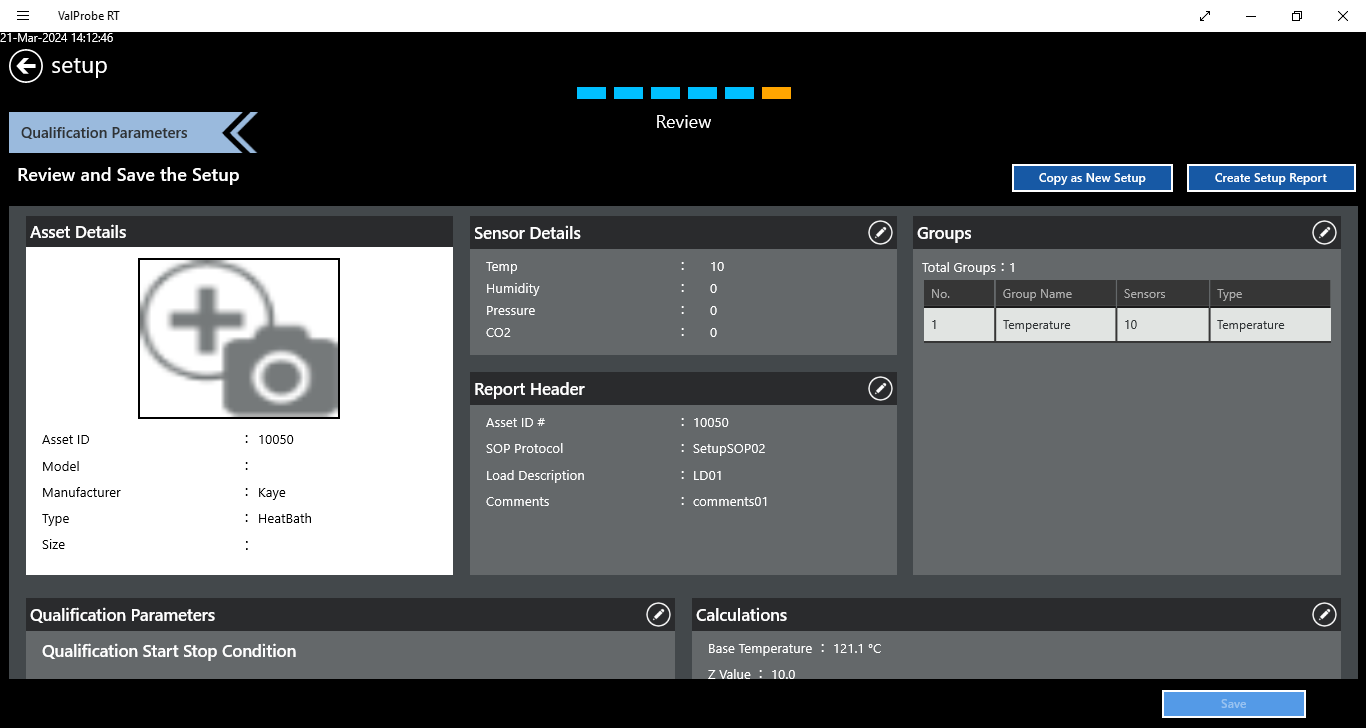 ValProbe RT
21-Mar-2024 14:12:46
setup
Review
Qualification Parameters
Review and Save the Setup
Copy as New Setup
Create Setup Report
Asset Details
Asset ID : 10050
Model :
Manufacturer : Kaye
Type : HeatBath
Size :
Sensor Details
Temp : 10
Humidity : 0
Pressure : 0
CO2 : 0
Report Header
Asset ID # : 10050
SOP Protocol : SetupSOP02
Load Description : LD01
Comments : comments01
Groups
Total Groups : 1
No. Group Name Sensors Type
1 Temperature 10 Temperature
Qualification Parameters
Qualification Start Stop Condition
Calculations
Base Temperature : 121.1 °C
Z Value : 10.0
Save